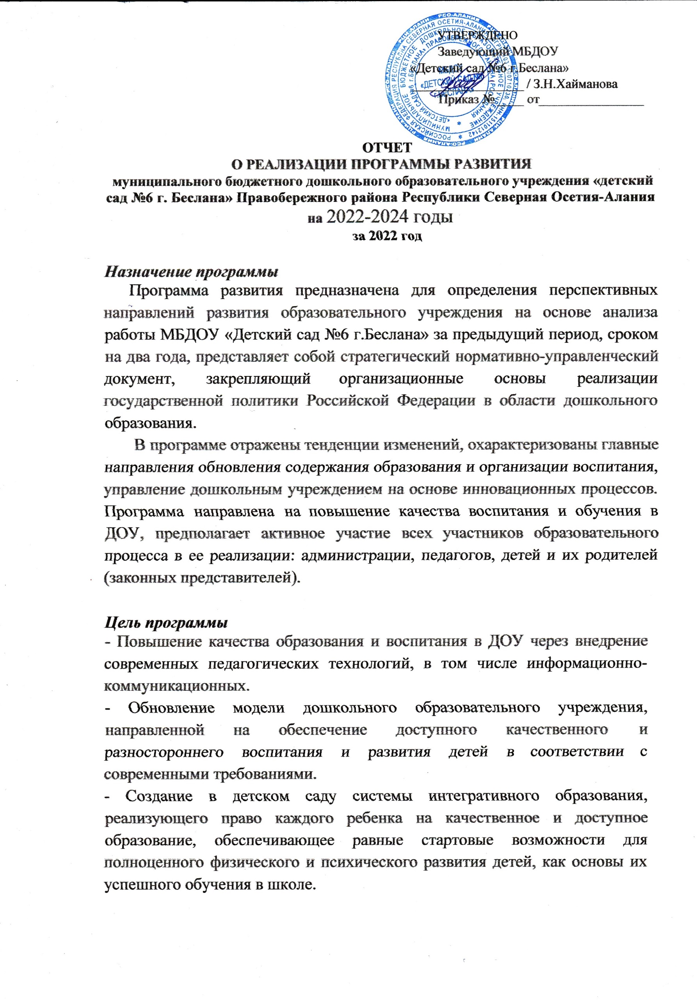 УТВЕРЖДЕНО
Заведующий МБДОУ
«Детский сад №6 г.Беслана»
/ З.Н.Хайманова
Приказ №_____ от_________________
МБДОУ
«ДЕТСКИЙ САД №6
г.БЕСЛАНА»
ОТЧЕТ
О РЕАЛИЗАЦИИ ПРОГРАММЫ РАЗВИТИЯ
муниципального бюджетного дошкольного образовательного учреждения «детский
сад №6 г. Беслана» Правобережного района Республики Северная Осетия-Алания
на 2022-2024 годы
за 2022 год
Назначение программы
Программа развития предназначена для определения перспективных
направлений развития образовательного учреждения на основе анализа
работы МБДОУ «Детский сад №6 г.Беслана» за предыдущий период, сроком
на два года, представляет собой стратегический нормативно-управленческий
документ, закрепляющий организационные основы реализации
государственной политики Российской Федерации в области дошкольного
образования.
В программе отражены тенденции изменений, охарактеризованы главные
направления обновления содержания образования и организации воспитания,
управление дошкольным учреждением на основе инновационных процессов.
Программа направлена на повышение качества воспитания и обучения в
ДОУ, предполагает активное участие всех участников образовательного
процесса в ее реализации: администрации, педагогов, детей и их родителей
(законных представителей).
Цель программы
- Повышение качества образования и воспитания в ДОУ через внедрение
современных педагогических технологий, в том числе информационно-
коммуникационных.
- Обновление модели дошкольного образовательного учреждения,
направленной на обеспечение доступного качественного и
разностороннего воспитания и развития детей в соответствии с
современными требованиями.
- Создание в детском саду системы интегративного образования,
реализующего право каждого ребенка на качественное и доступное
образование, обеспечивающее равные стартовые возможности для
полноценного физического и психического развития детей, как основы их
успешного обучения в школе.